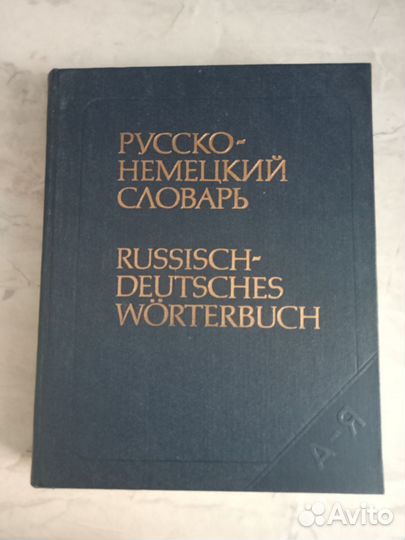 РУССКО-
НЕМЕЦКИЙ
СЛОВАРЬ
RUSSISCH-
DEUTSCHES
WÖRTERBUCH
А-Я
Avito